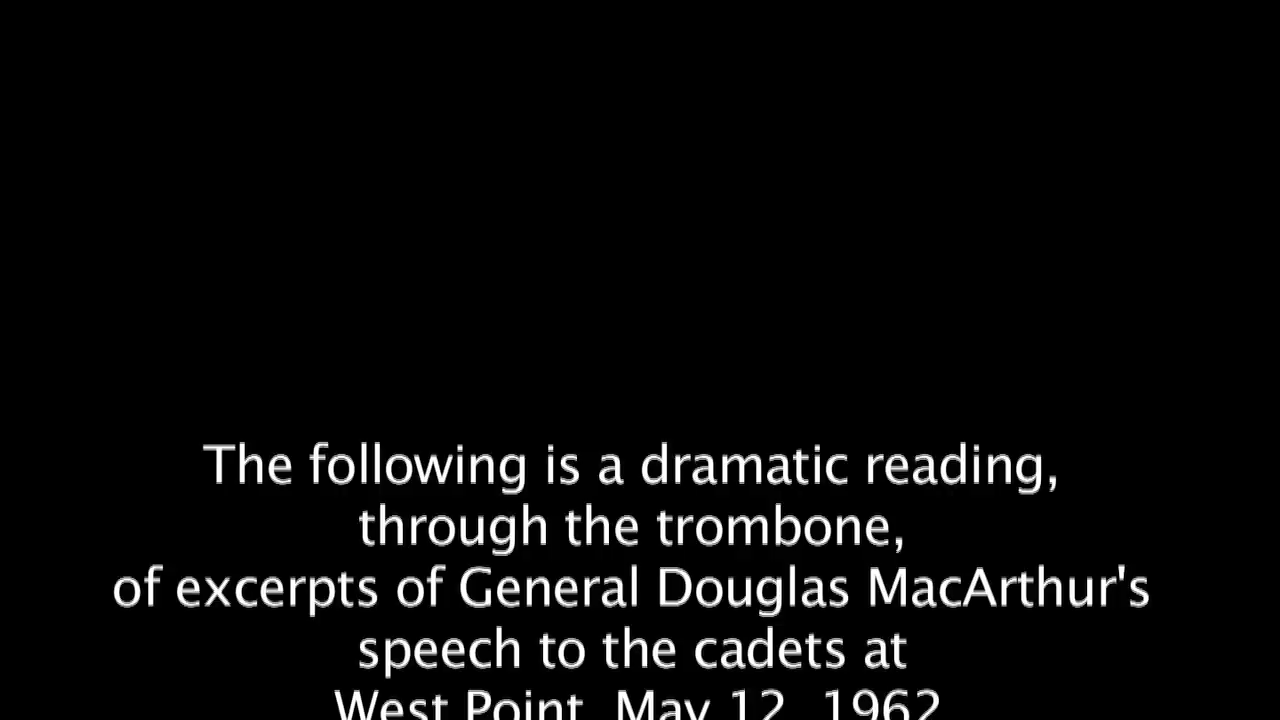 The following is a dramatic reading,
through the trombone,
of excerpts of General Douglas MacArthur's
speech to the cadets at
West Point, May 12, 1962